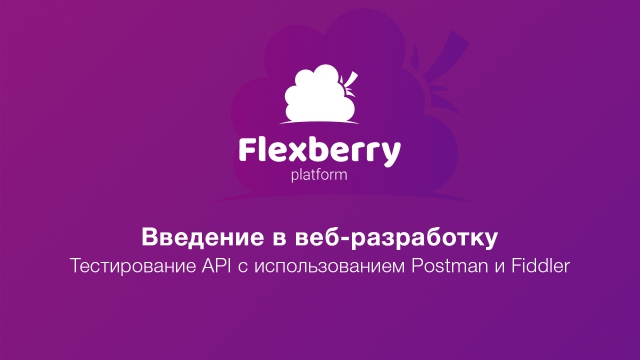 Flexberry
platform
Введение в веб-разработку
Тестирование API с использованием Postman и Fiddler